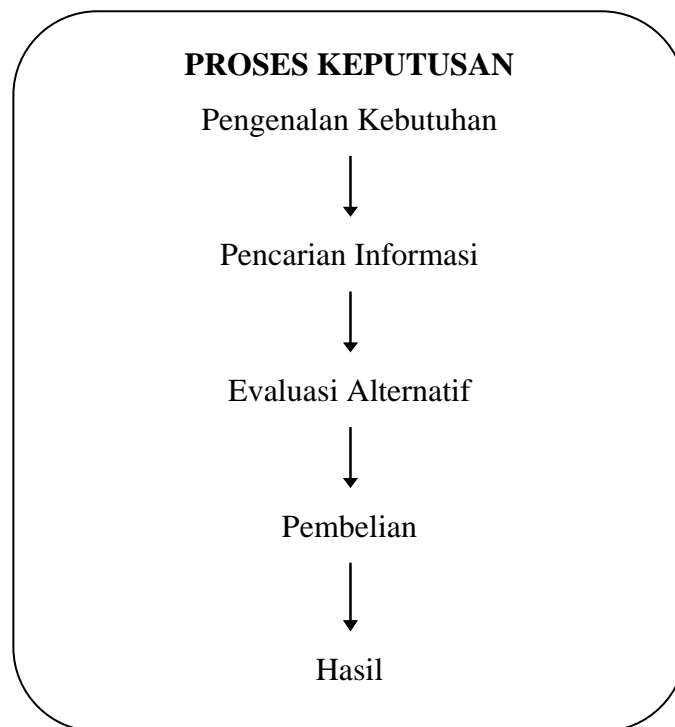 PROSES KEPUTUSAN
Pengenalan Kebutuhan
Pencarian Informasi
Evaluasi Alternatif
Pembelian
Hasil